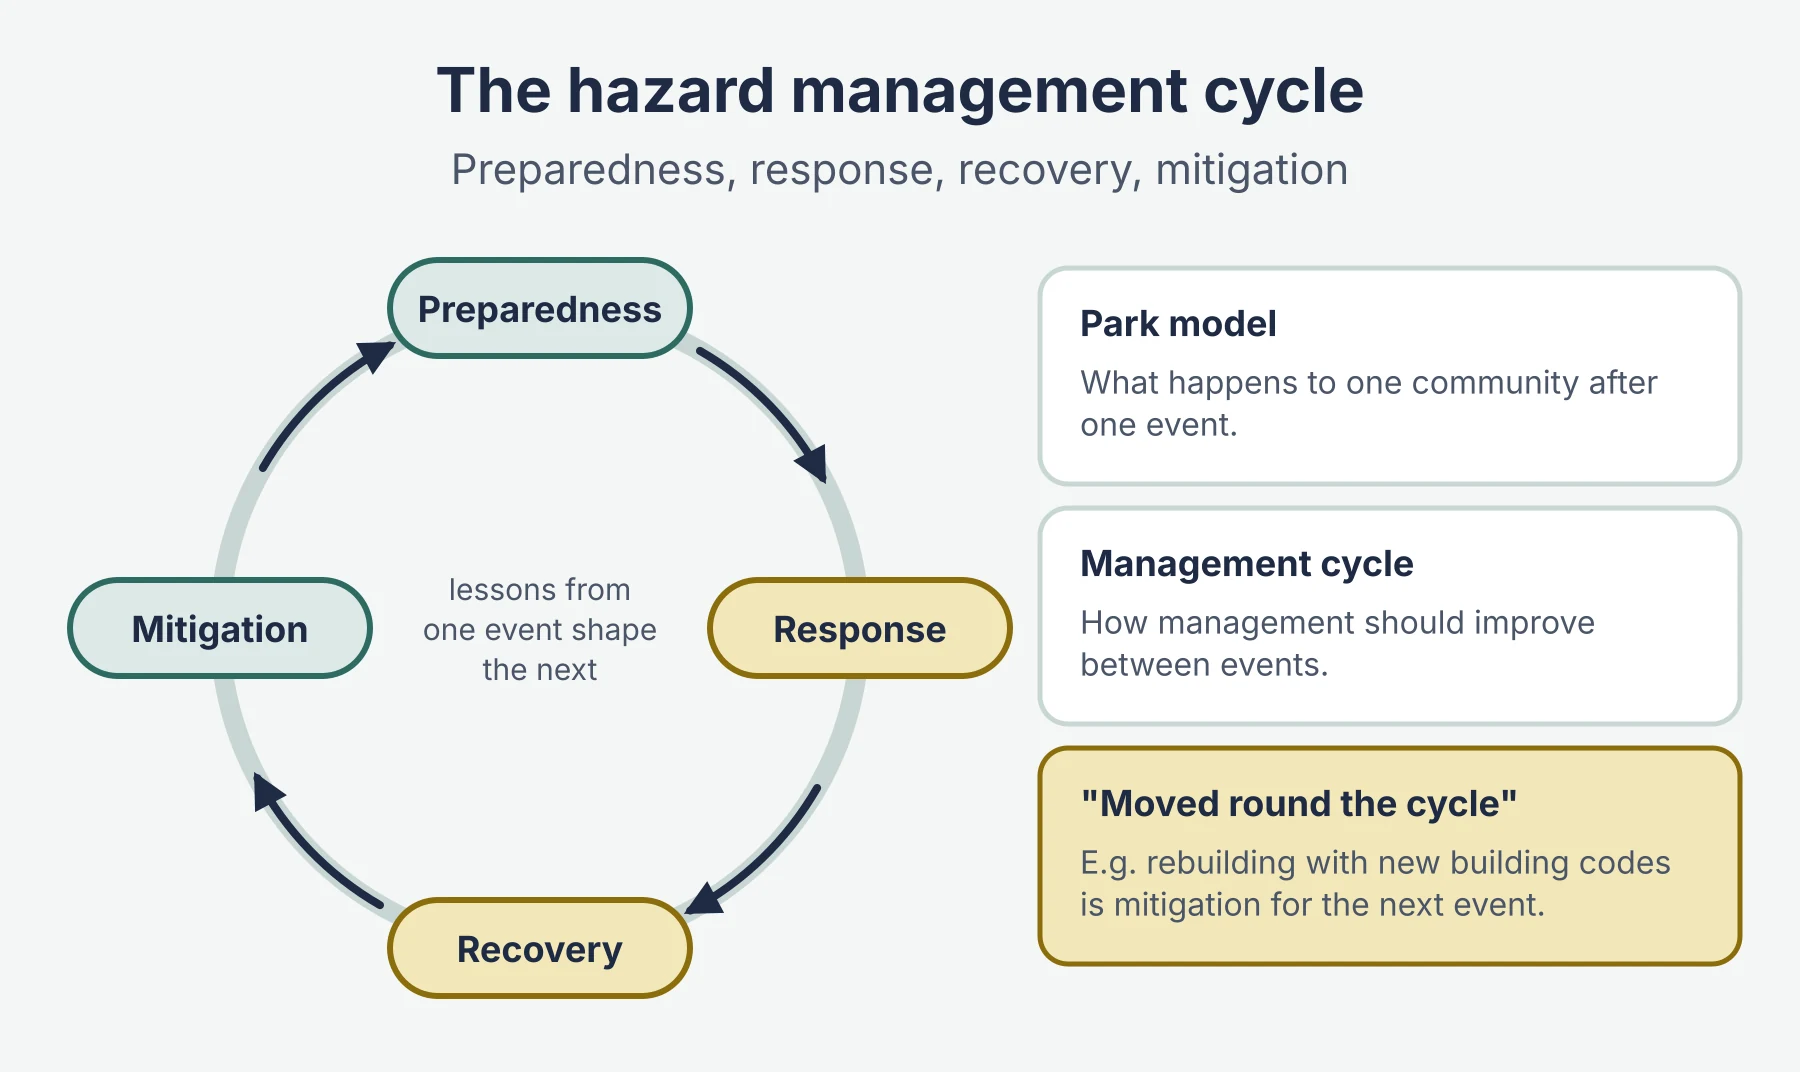 The hazard management cycle
Preparedness, response, recovery, mitigation
Preparedness
Mitigation
lessons from
one event shape
the next
Response
Recovery
Park model
What happens to one community after
one event.
Management cycle
How management should improve
between events.
"Moved round the cycle"
E.g. rebuilding with new building codes
is mitigation for the next event.